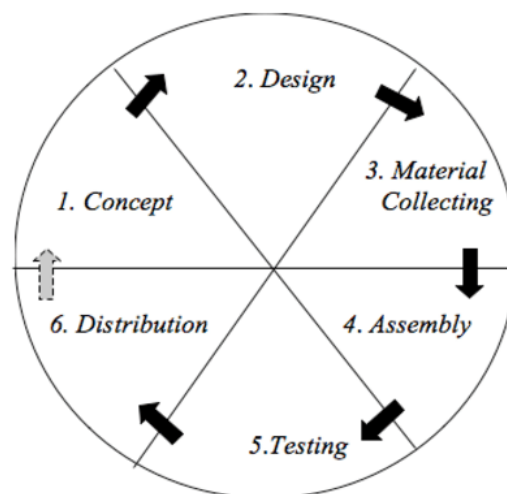 1. Concept
2. Design
3. Material
Collecting
4. Assembly
5.Testing
6. Distribution